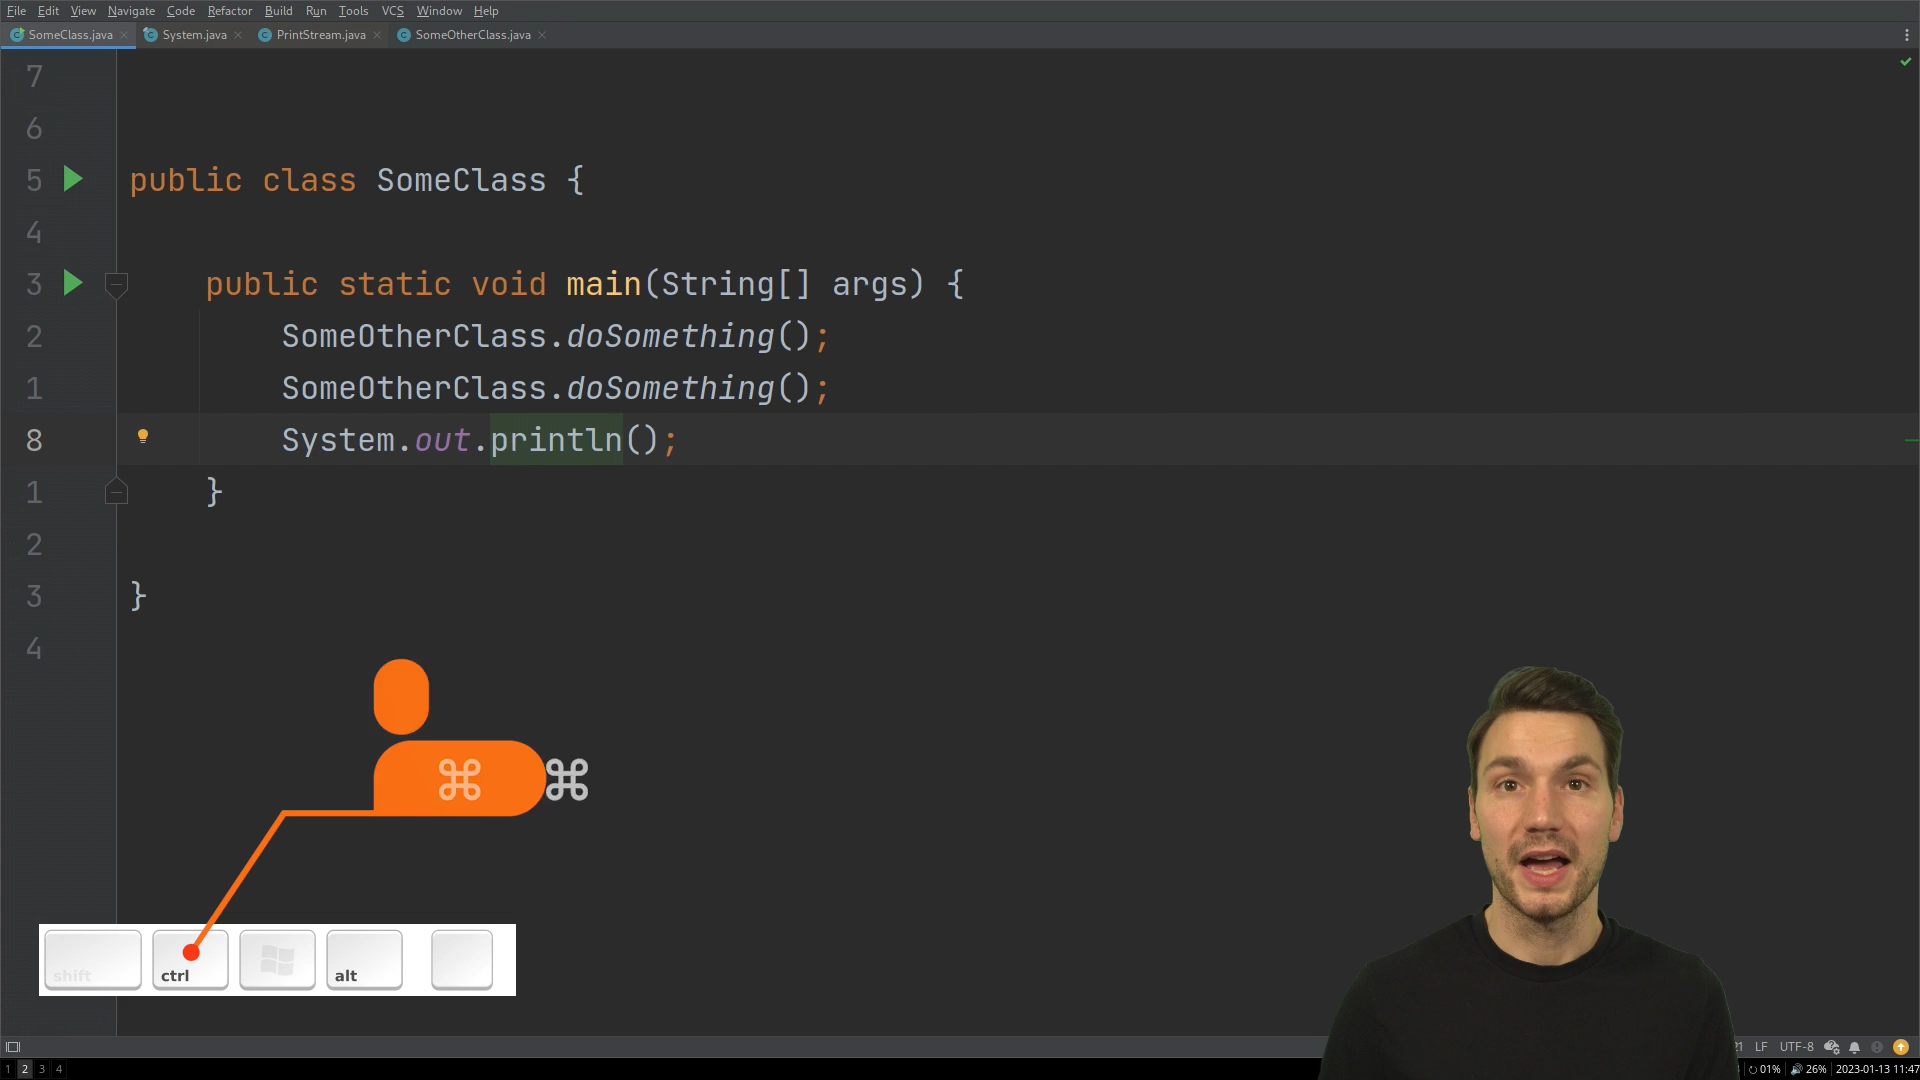 File Edit View Navigate Code Refactor Build Run Tools VCS Window Help
SomeClass.java System.java PrintStream.java SomeOtherClass.java
7
6
5 public class SomeClass {
4
3 public static void main(String[] args) {
2 SomeOtherClass.doSomething();
1 SomeOtherClass.doSomething();
8 System.out.println();
1 }
2
3 }
4
⌘ ⌘
shift ctrl alt
LF UTF-8
1 2 3 4 01% 26% 2023-01-13 11:47